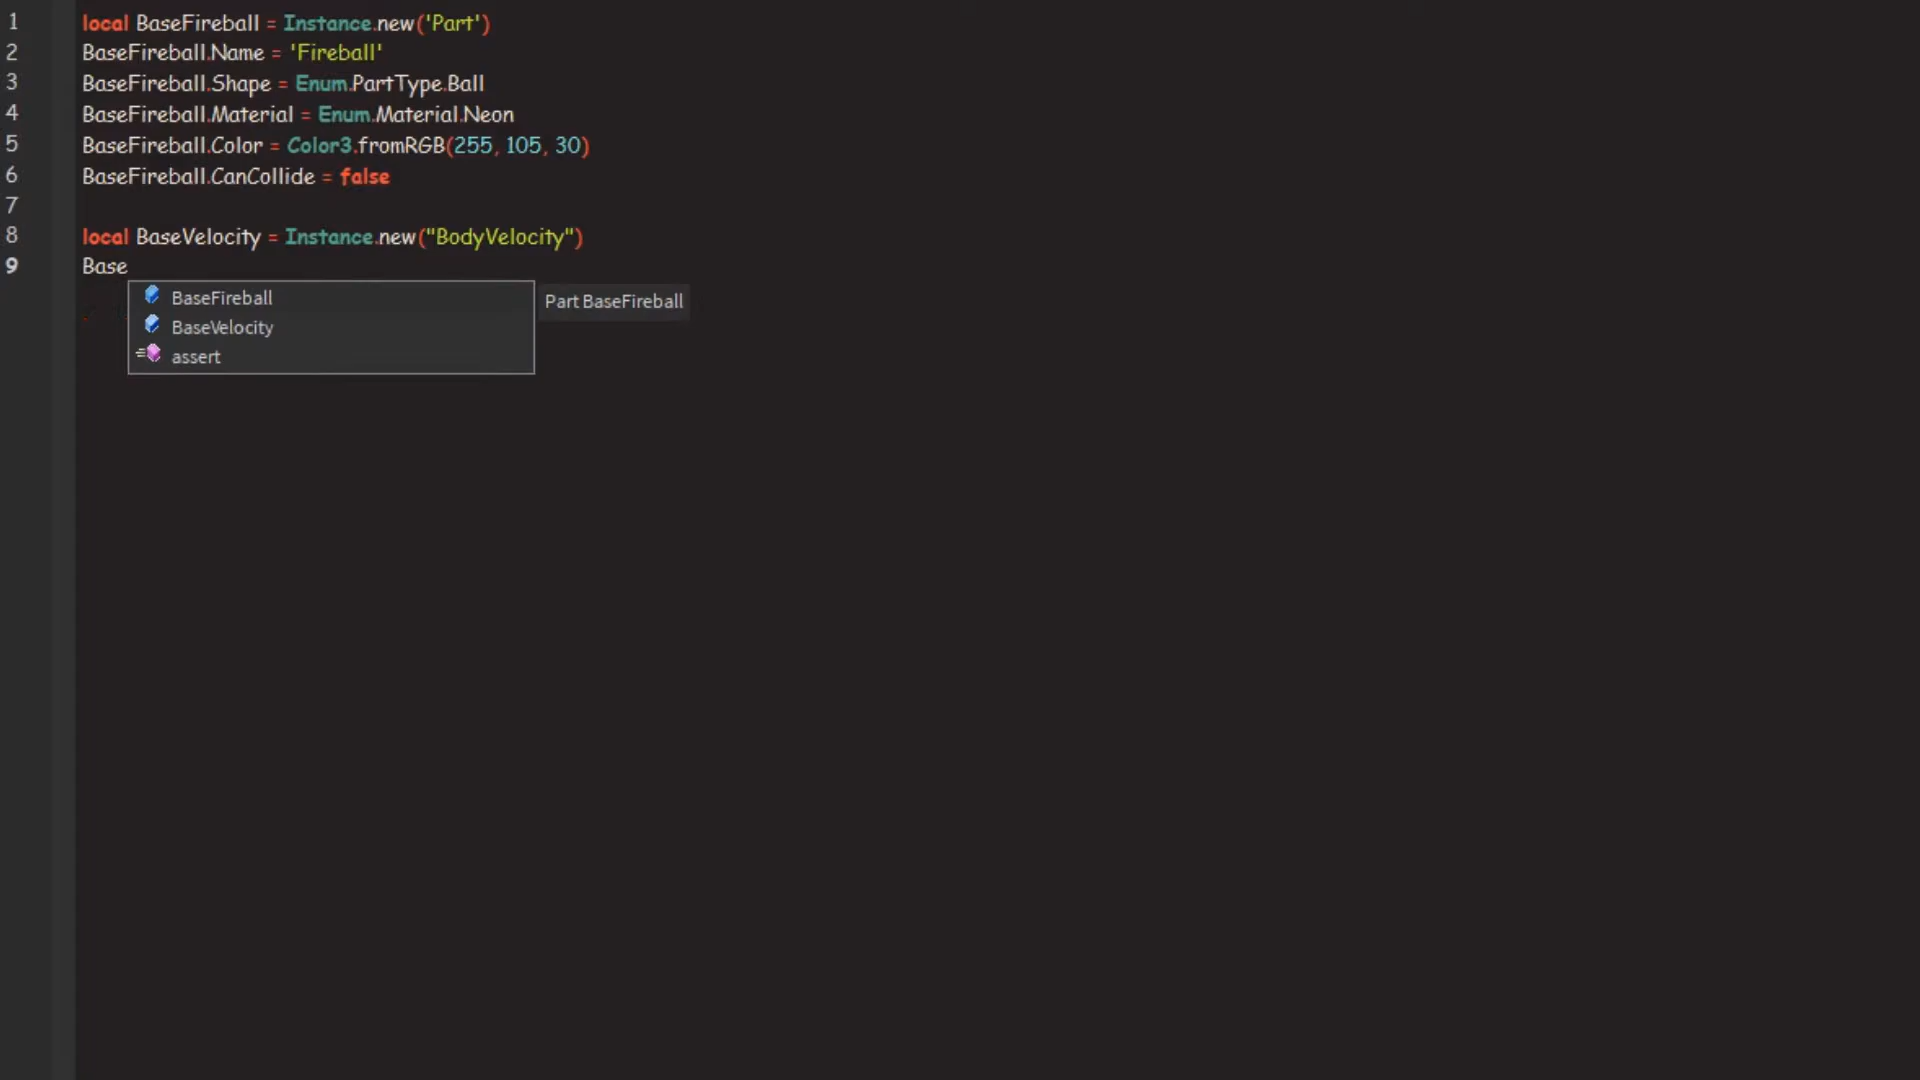 1 local BaseFireball = Instance.new('Part')
2 BaseFireball.Name = 'Fireball'
3 BaseFireball.Shape = Enum.PartType.Ball
4 BaseFireball.Material = Enum.Material.Neon
5 BaseFireball.Color = Color3.fromRGB(255, 105, 30)
6 BaseFireball.CanCollide = false
7
8 local BaseVelocity = Instance.new("BodyVelocity")
9 Base
BaseFireball Part BaseFireball
BaseVelocity
assert